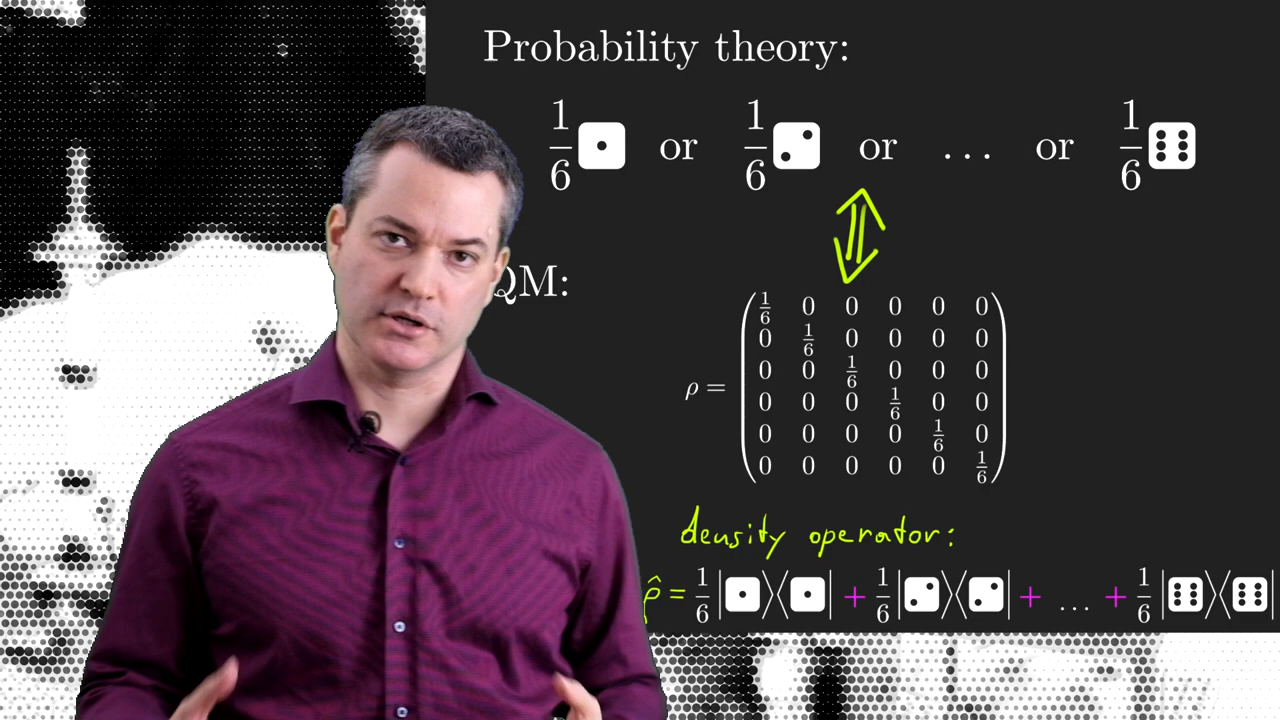 Probability theory:
1/6 ⚀ or 1/6 ⚁ or ... or 1/6 ⚅
QM:
ρ =
1/6 0 0 0 0 0
0 1/6 0 0 0 0
0 0 1/6 0 0 0
0 0 0 1/6 0 0
0 0 0 0 1/6 0
0 0 0 0 0 1/6
density operator:
ρ̂ = 1/6 |⚀⟩⟨⚀| + 1/6 |⚁⟩⟨⚁| + ... + 1/6 |⚅⟩⟨⚅|